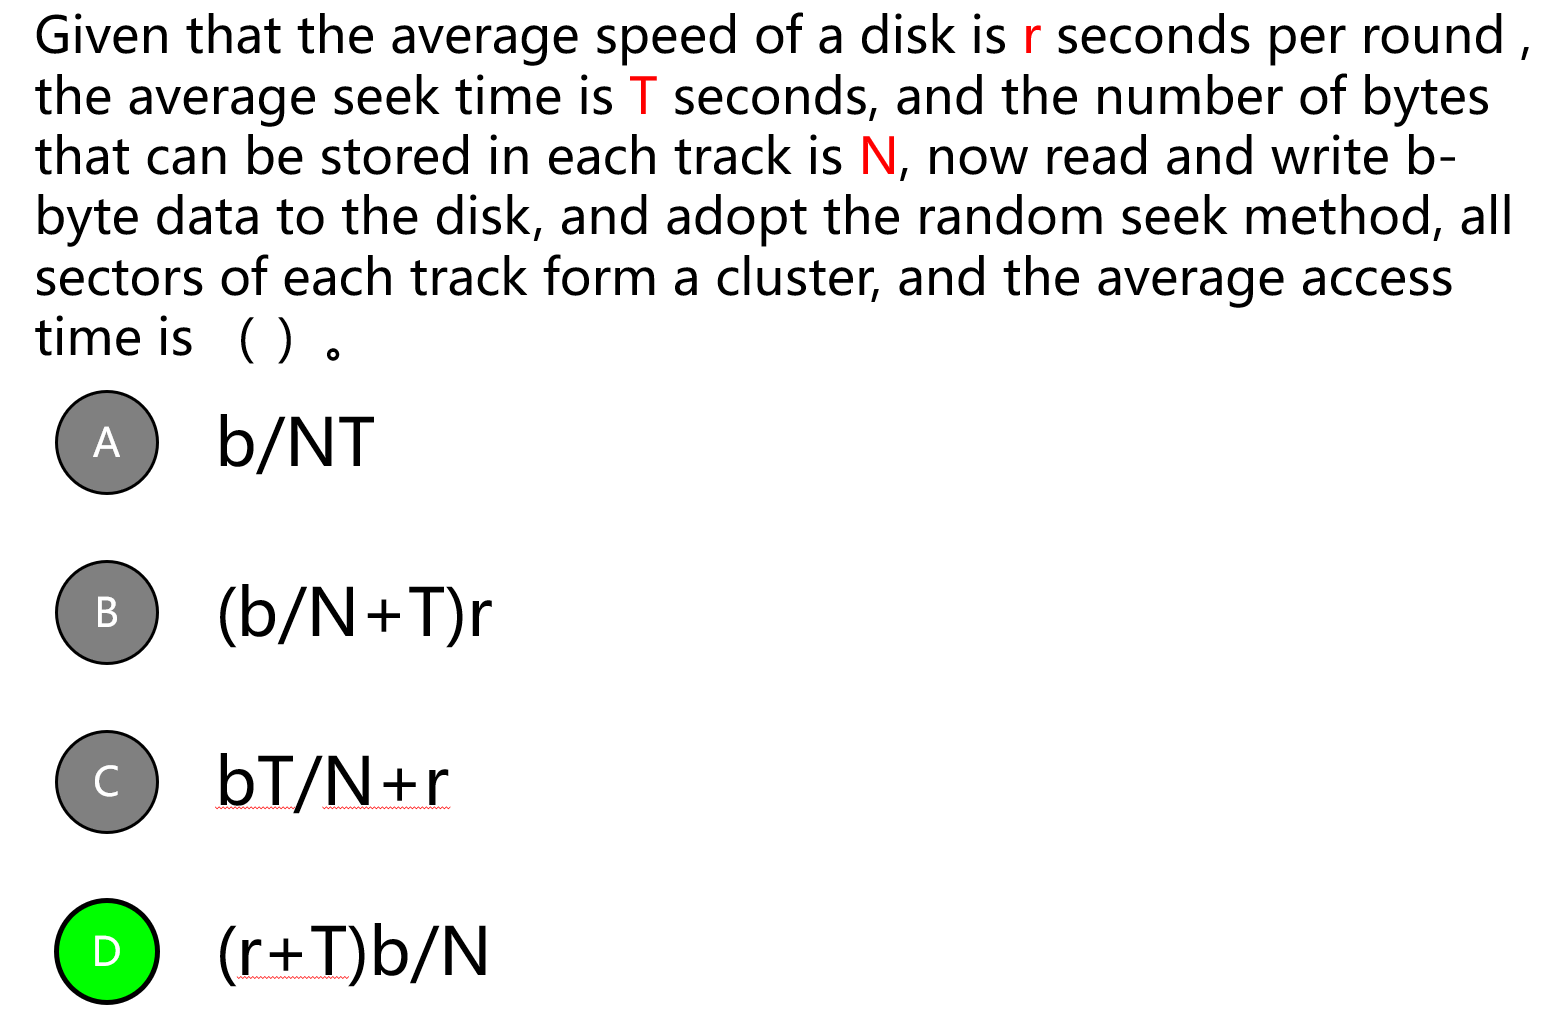 Given that the average speed of a disk is r seconds per round ,
the average seek time is T seconds, and the number of bytes
that can be stored in each track is N, now read and write b-
byte data to the disk, and adopt the random seek method, all
sectors of each track form a cluster, and the average access
time is （ ）。
A b/NT
B (b/N+T)r
C bT/N+r
D (r+T)b/N